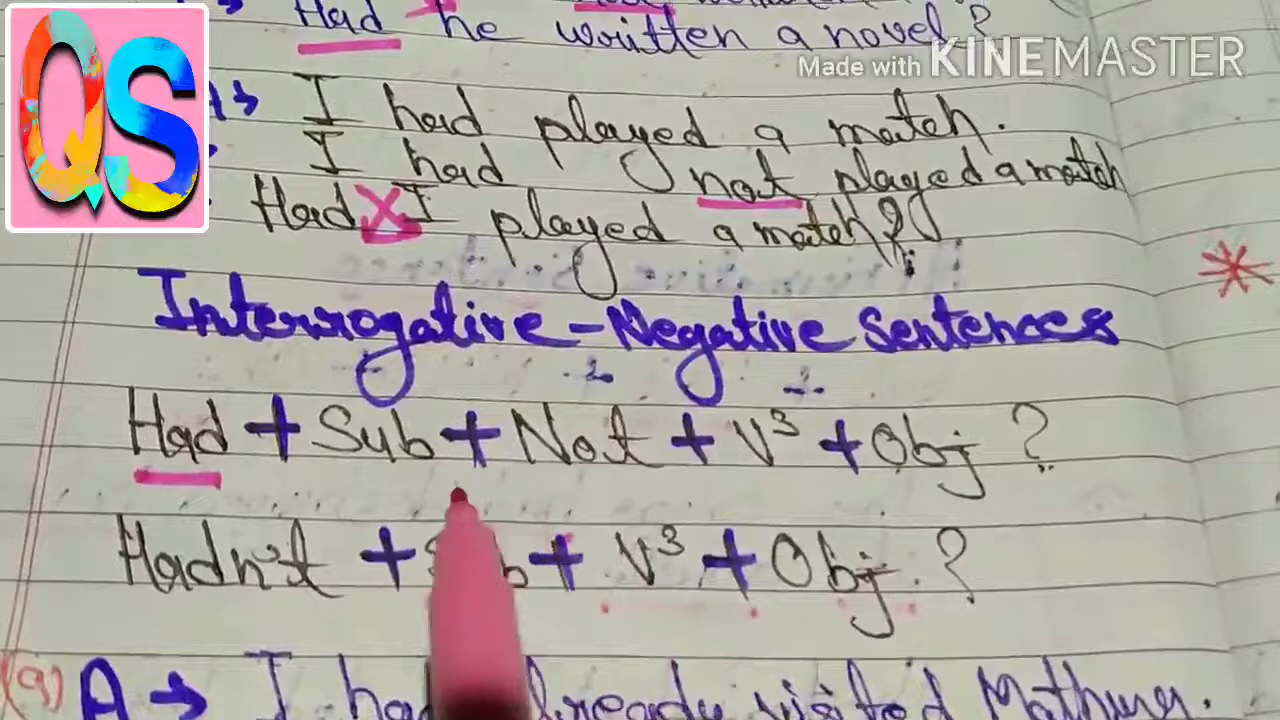 Had he written a novel?
Made with KINEMASTER
QS
A→ I had played a match.
I had not played a match
Had I played a match?
Interrogative - Negative Sentences
Had + Sub + Not + V³ + Obj ?
Hadn't + + V³ + Obj. ?
(9) A → I already visited Mathura.